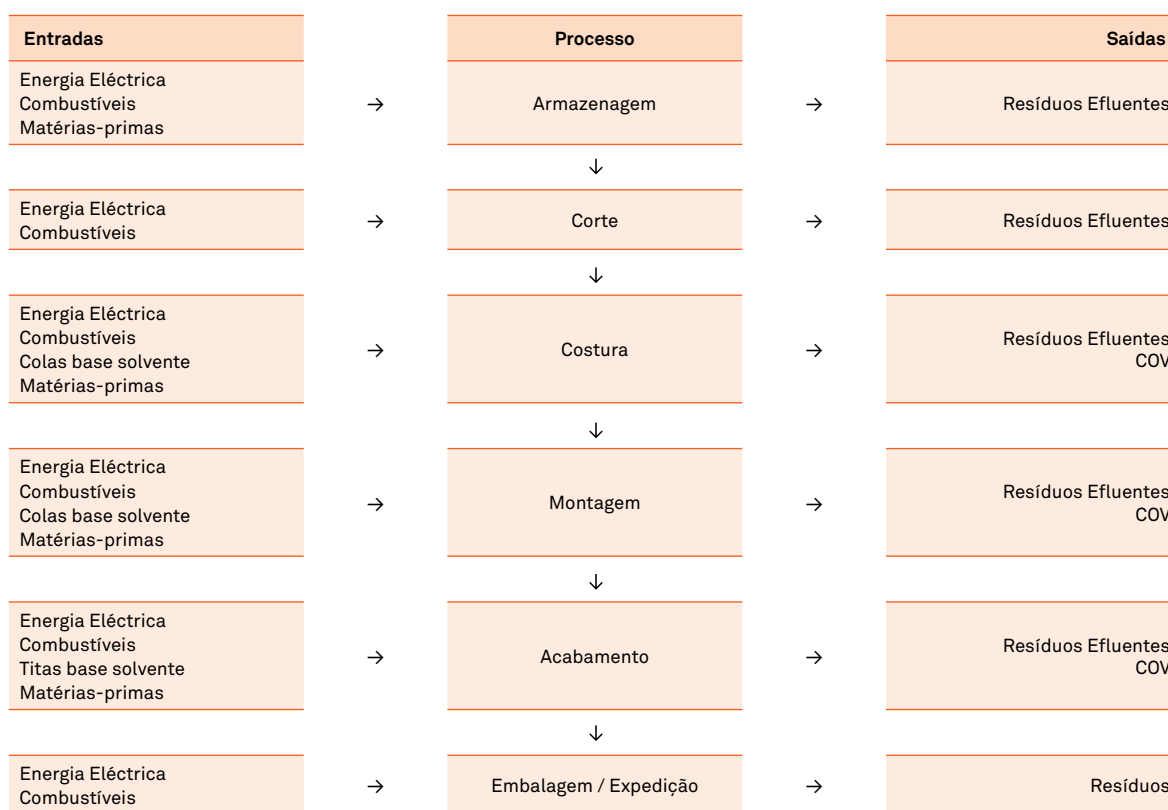 Entradas
Processo
Saídas
Energia Eléctrica
Combustíveis
Matérias-primas
→
Armazenagem
→
Resíduos Efluentes
↓
Energia Eléctrica
Combustíveis
→
Corte
→
Resíduos Efluentes
↓
Energia Eléctrica
Combustíveis
Colas base solvente
Matérias-primas
→
Costura
→
Resíduos Efluentes
COV
↓
Energia Eléctrica
Combustíveis
Colas base solvente
Matérias-primas
→
Montagem
→
Resíduos Efluentes
COV
↓
Energia Eléctrica
Combustíveis
Titas base solvente
Matérias-primas
→
Acabamento
→
Resíduos Efluentes
COV
↓
Energia Eléctrica
Combustíveis
→
Embalagem / Expedição
→
Resíduos